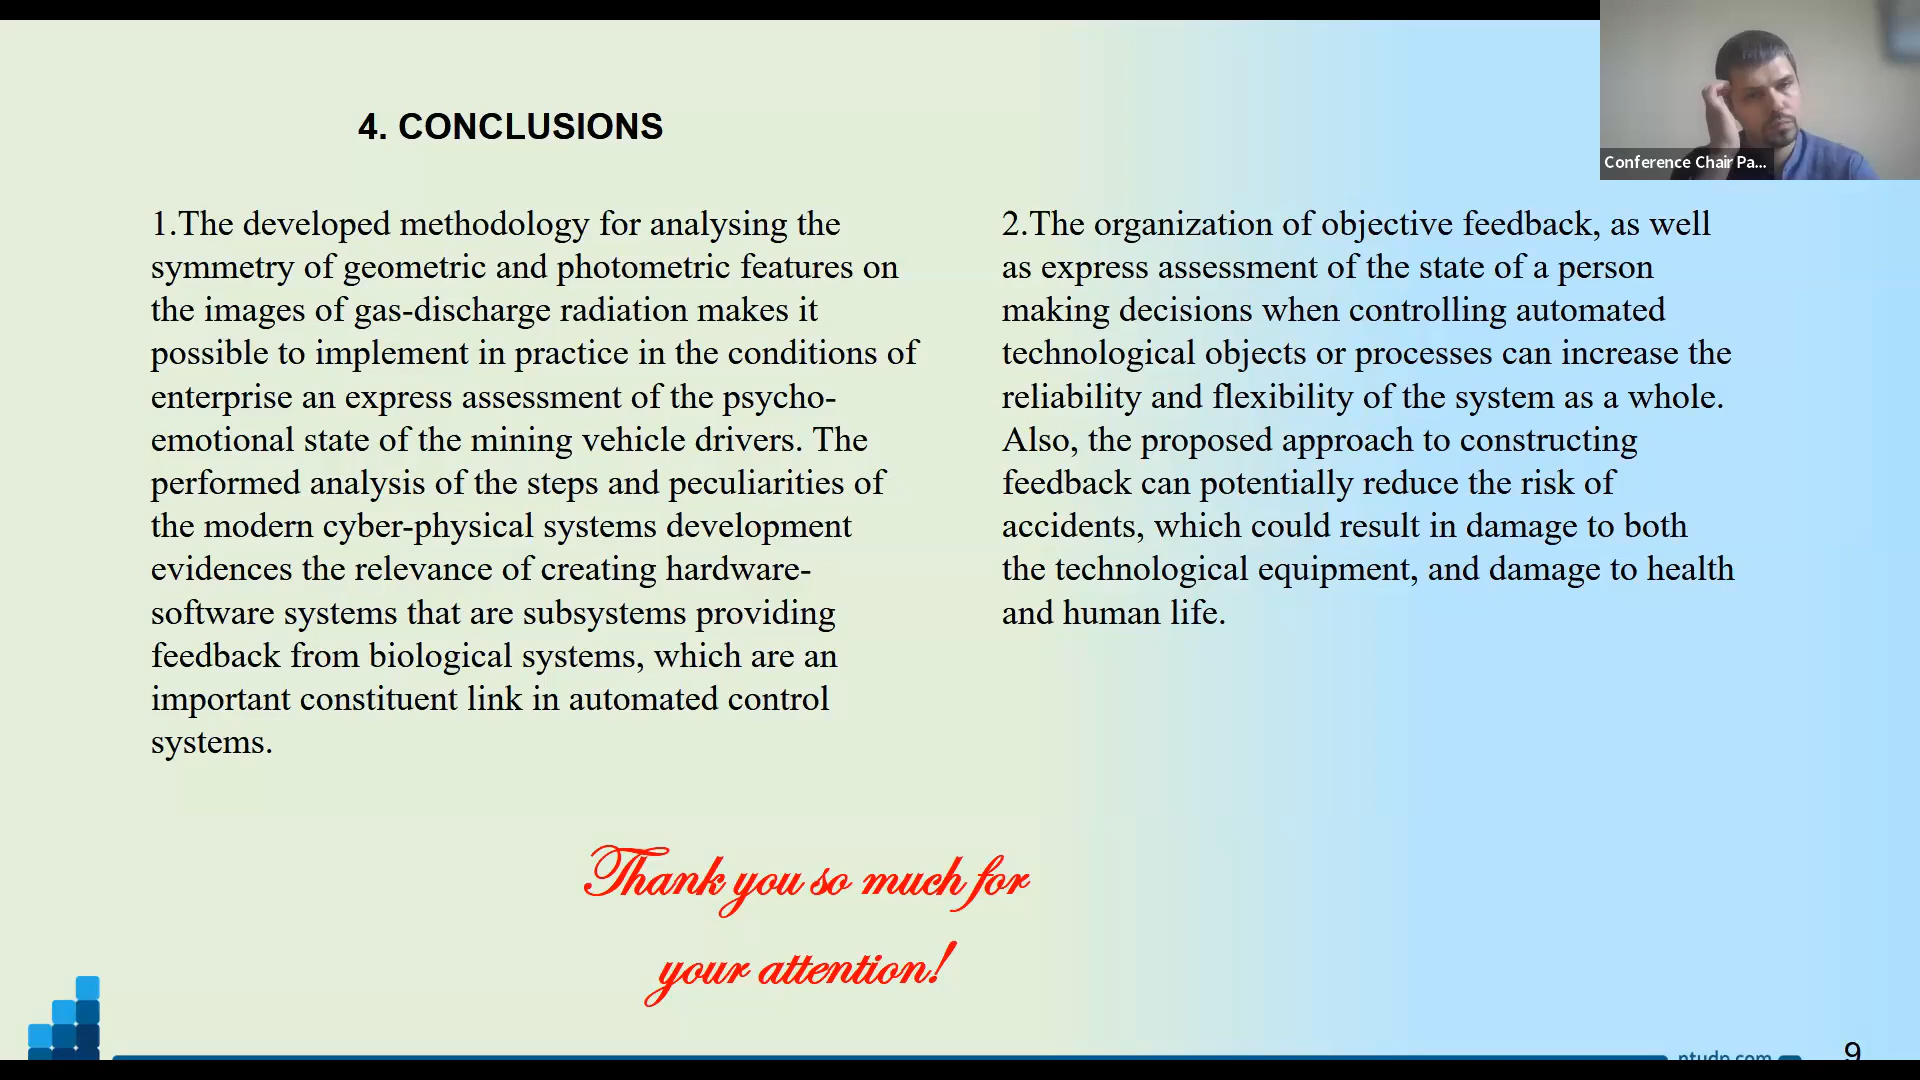 Conference Chair Pa...
4. CONCLUSIONS
1.The developed methodology for analysing the
symmetry of geometric and photometric features on
the images of gas-discharge radiation makes it
possible to implement in practice in the conditions of
enterprise an express assessment of the psycho-
emotional state of the mining vehicle drivers. The
performed analysis of the steps and peculiarities of
the modern cyber-physical systems development
evidences the relevance of creating hardware-
software systems that are subsystems providing
feedback from biological systems, which are an
important constituent link in automated control
systems.
2.The organization of objective feedback, as well
as express assessment of the state of a person
making decisions when controlling automated
technological objects or processes can increase the
reliability and flexibility of the system as a whole.
Also, the proposed approach to constructing
feedback can potentially reduce the risk of
accidents, which could result in damage to both
the technological equipment, and damage to health
and human life.
Thank you so much for
your attention!
ntudp.com
9